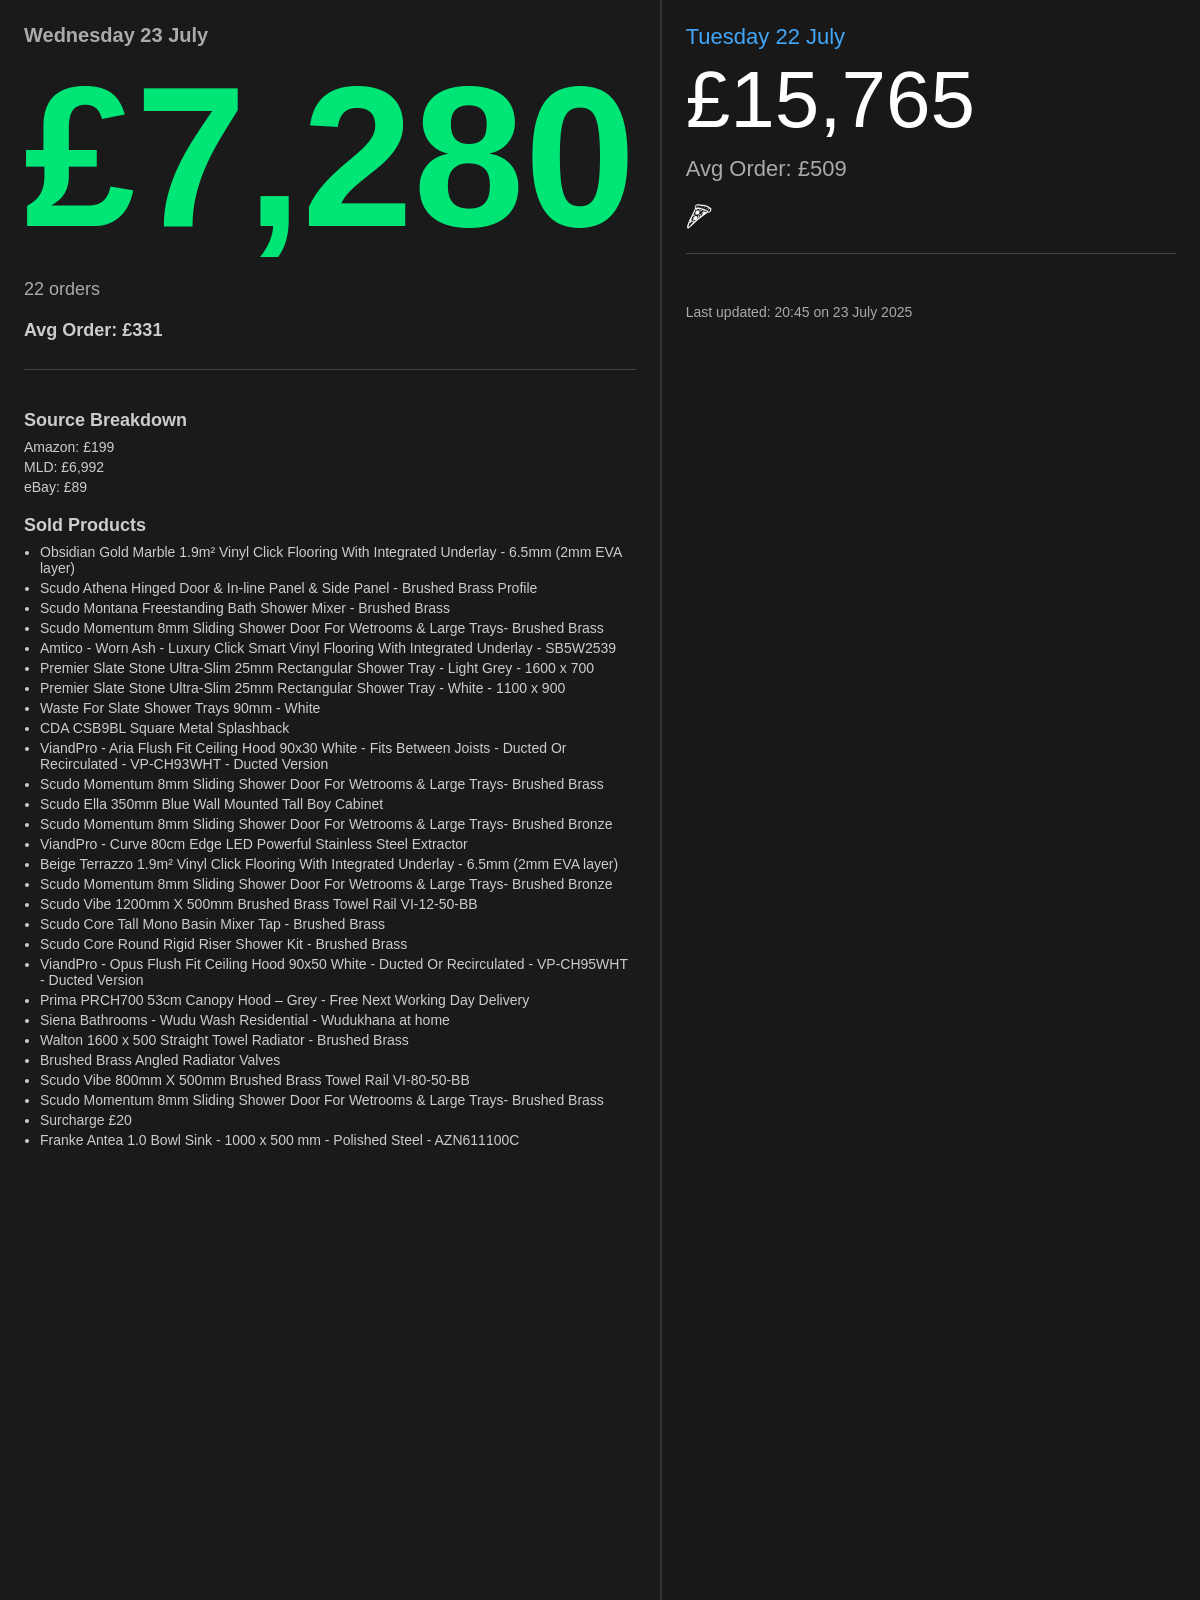 Wednesday 23 July
£7,280
22 orders
Avg Order: £331
Source Breakdown
Amazon: £199
MLD: £6,992
eBay: £89
Sold Products
Obsidian Gold Marble 1.9m² Vinyl Click Flooring With Integrated Underlay - 6.5mm (2mm EVA
layer)
Scudo Athena Hinged Door & In-line Panel & Side Panel - Brushed Brass Profile
Scudo Montana Freestanding Bath Shower Mixer - Brushed Brass
Scudo Momentum 8mm Sliding Shower Door For Wetrooms & Large Trays- Brushed Brass
Amtico - Worn Ash - Luxury Click Smart Vinyl Flooring With Integrated Underlay - SB5W2539
Premier Slate Stone Ultra-Slim 25mm Rectangular Shower Tray - Light Grey - 1600 x 700
Premier Slate Stone Ultra-Slim 25mm Rectangular Shower Tray - White - 1100 x 900
Waste For Slate Shower Trays 90mm - White
CDA CSB9BL Square Metal Splashback
ViandPro - Aria Flush Fit Ceiling Hood 90x30 White - Fits Between Joists - Ducted Or
Recirculated - VP-CH93WHT - Ducted Version
Scudo Momentum 8mm Sliding Shower Door For Wetrooms & Large Trays- Brushed Brass
Scudo Ella 350mm Blue Wall Mounted Tall Boy Cabinet
Scudo Momentum 8mm Sliding Shower Door For Wetrooms & Large Trays- Brushed Bronze
ViandPro - Curve 80cm Edge LED Powerful Stainless Steel Extractor
Beige Terrazzo 1.9m² Vinyl Click Flooring With Integrated Underlay - 6.5mm (2mm EVA layer)
Scudo Momentum 8mm Sliding Shower Door For Wetrooms & Large Trays- Brushed Bronze
Scudo Vibe 1200mm X 500mm Brushed Brass Towel Rail VI-12-50-BB
Scudo Core Tall Mono Basin Mixer Tap - Brushed Brass
Scudo Core Round Rigid Riser Shower Kit - Brushed Brass
ViandPro - Opus Flush Fit Ceiling Hood 90x50 White - Ducted Or Recirculated - VP-CH95WHT
- Ducted Version
Prima PRCH700 53cm Canopy Hood – Grey - Free Next Working Day Delivery
Siena Bathrooms - Wudu Wash Residential - Wudukhana at home
Walton 1600 x 500 Straight Towel Radiator - Brushed Brass
Brushed Brass Angled Radiator Valves
Scudo Vibe 800mm X 500mm Brushed Brass Towel Rail VI-80-50-BB
Scudo Momentum 8mm Sliding Shower Door For Wetrooms & Large Trays- Brushed Brass
Surcharge £20
Franke Antea 1.0 Bowl Sink - 1000 x 500 mm - Polished Steel - AZN611100C
Tuesday 22 July
£15,765
Avg Order: £509
Last updated: 20:45 on 23 July 2025